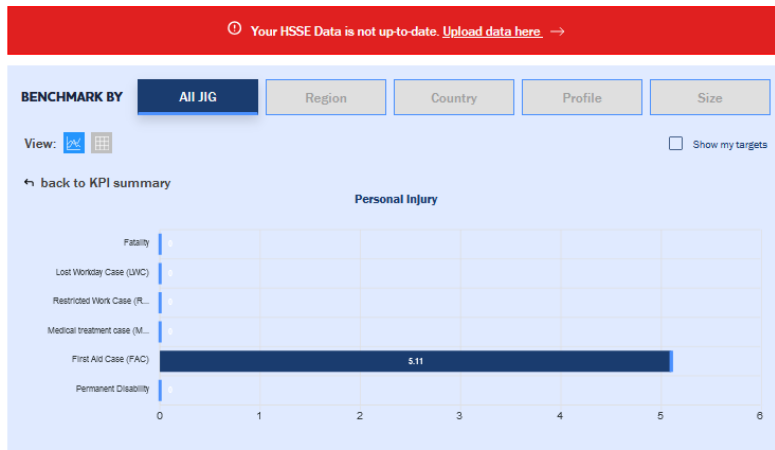 Your HSSE Data is not up-to-date. Upload data here →
BENCHMARK BY
All JIG
Region
Country
Profile
Size
View:
Show my targets
back to KPI summary
Personal Injury
Fatality 0
Lost Workday Case (LWC) 0
Restricted Work Case (R... 0
Medical treatment case (M... 0
First Aid Case (FAC) 5.11
Permanent Disability 0
0 1 2 3 4 5 6